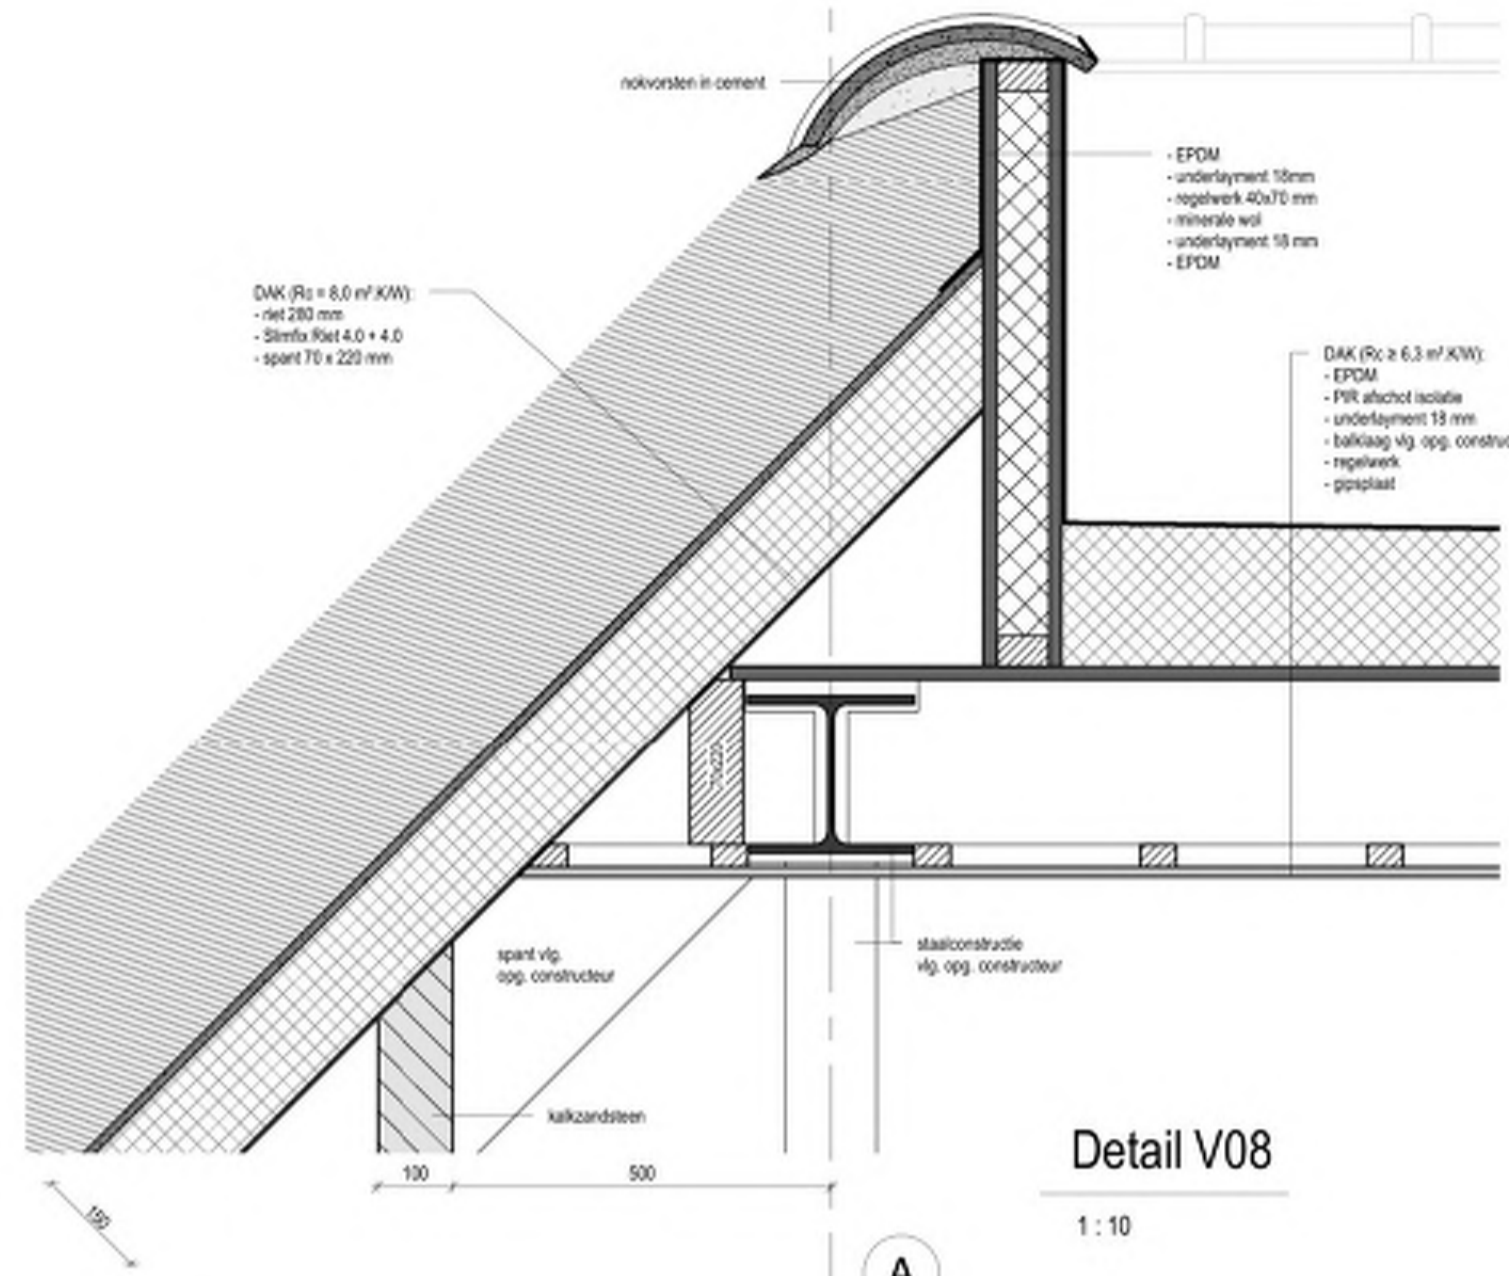 nokvorsten in cement
- EPDM
- underlayment 18mm
- regelwerk 40x70 mm
- minerale wol
- underlayment 18 mm
- EPDM
DAK (Rc = 8,0 m².K/W):
- riet 280 mm
- Slimfix Riet 4.0 + 4.0
- spant 70 x 220 mm
DAK (Rc ≥ 6,3 m².K/W):
- EPDM
- PIR afschot isolatie
- underlayment 18 mm
- balklaag vlg. opg. construc
- regelwerk
- gipsplaat
70x220
spant vlg.
opg. constructeur
staalconstructie
vlg. opg. constructeur
kalkzandsteen
100
500
Detail V08
1 : 10
A